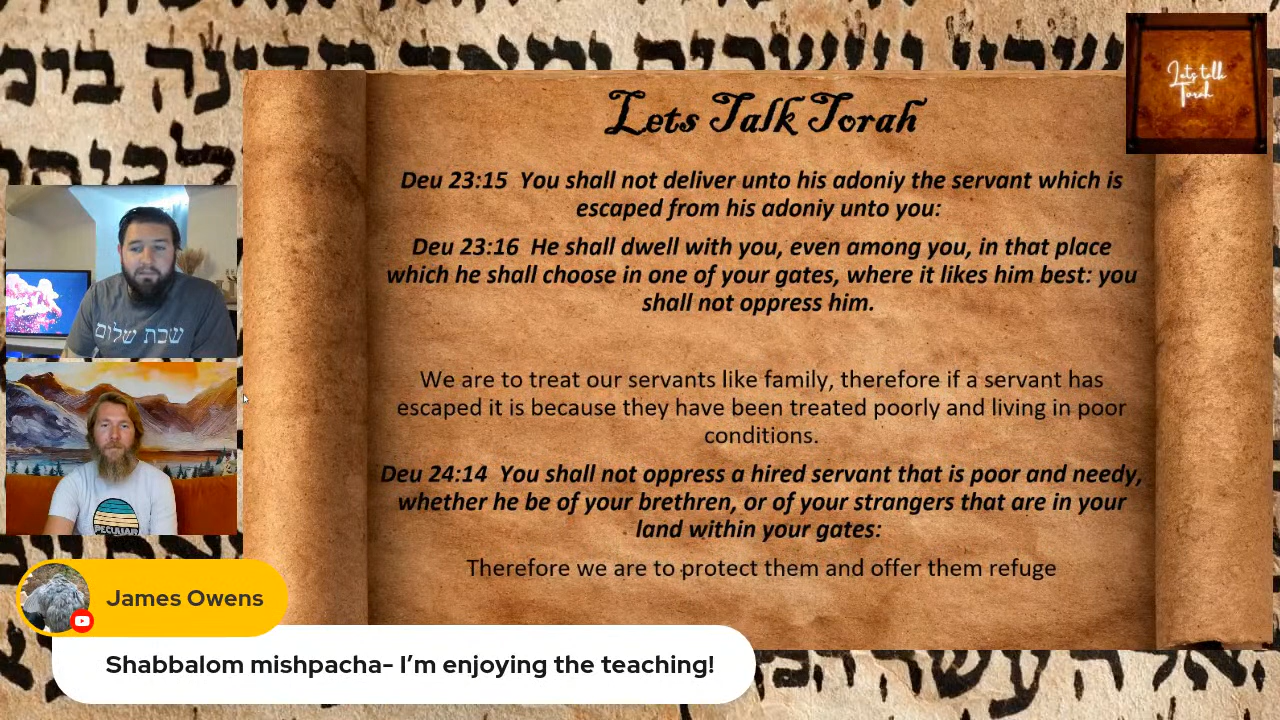 Lets Talk Torah
Lets talk
Torah
Deu 23:15 You shall not deliver unto his adoniy the servant which is
escaped from his adoniy unto you:
Deu 23:16 He shall dwell with you, even among you, in that place
which he shall choose in one of your gates, where it likes him best: you
shall not oppress him.
We are to treat our servants like family, therefore if a servant has
escaped it is because they have been treated poorly and living in poor
conditions.
Deu 24:14 You shall not oppress a hired servant that is poor and needy,
whether he be of your brethren, or of your strangers that are in your
land within your gates:
Therefore we are to protect them and offer them refuge
שבת שלום
PECULIAR
James Owens
Shabbalom mishpacha- I’m enjoying the teaching!